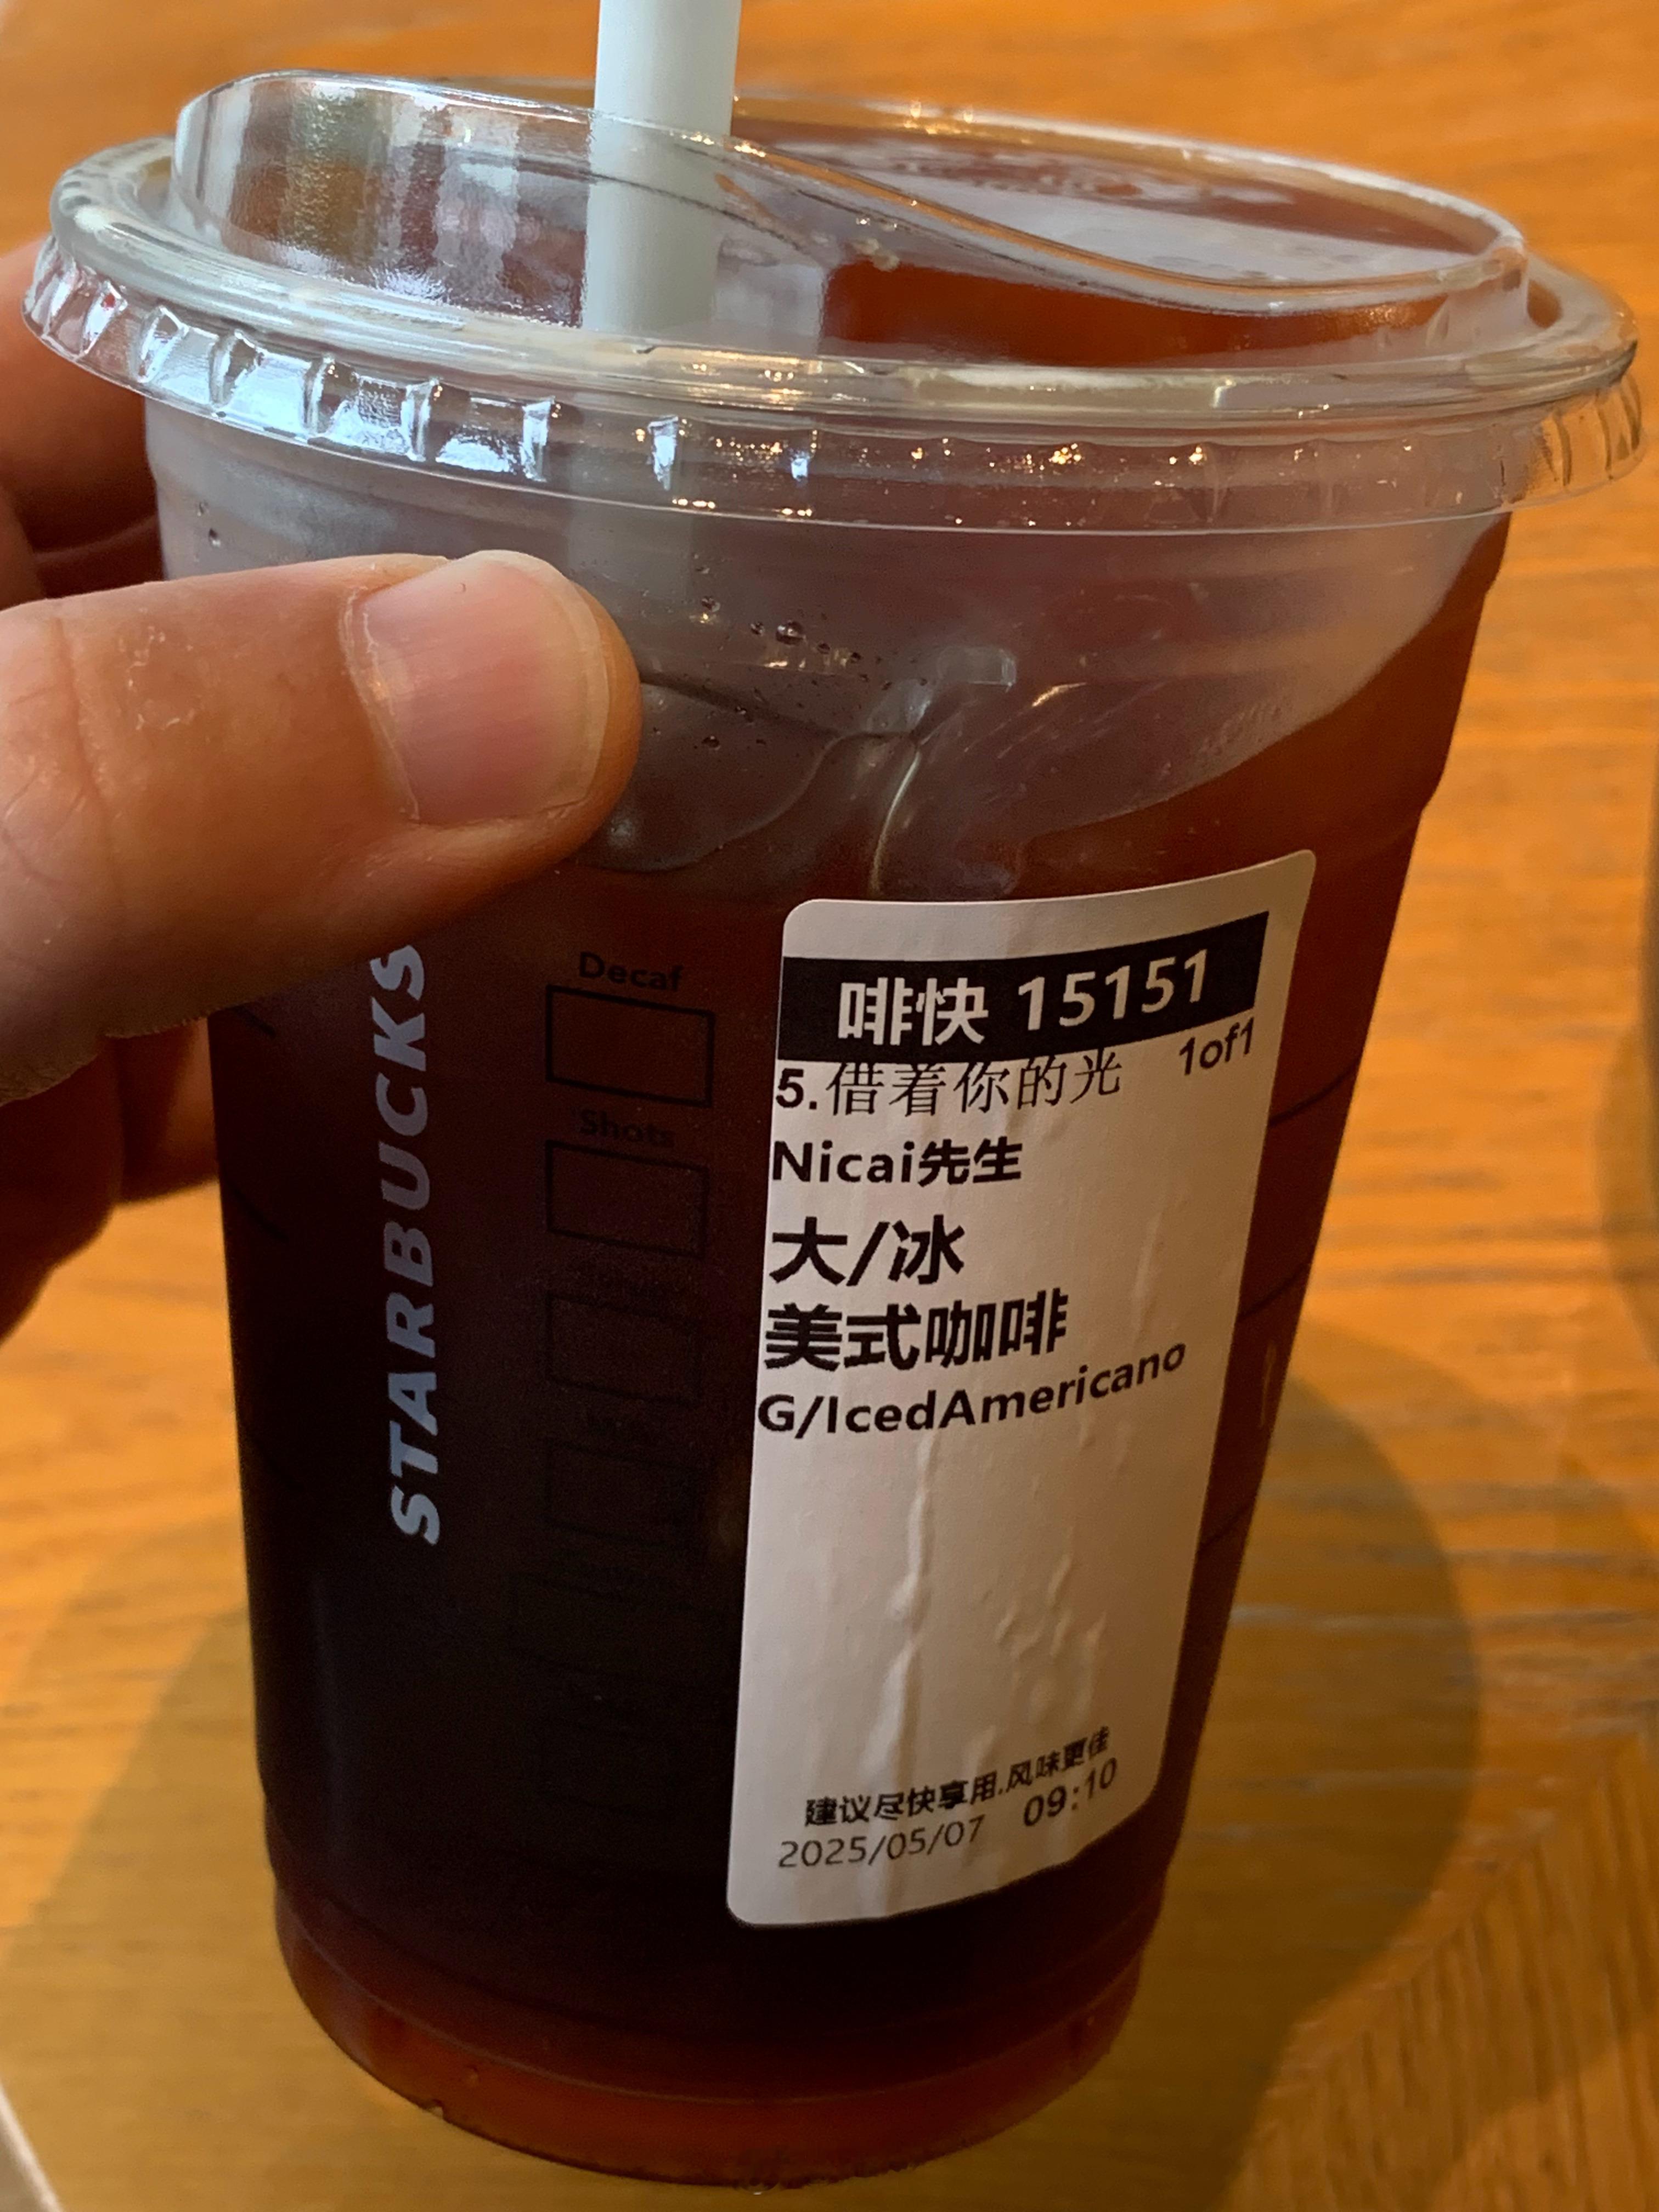 STARBUCKS
Decaf
Shots
啡快 15151
1of1
5.借着你的光
Nicai先生
大/冰
美式咖啡
G/IcedAmericano
建议尽快享用.风味更佳
2025/05/07 09:10